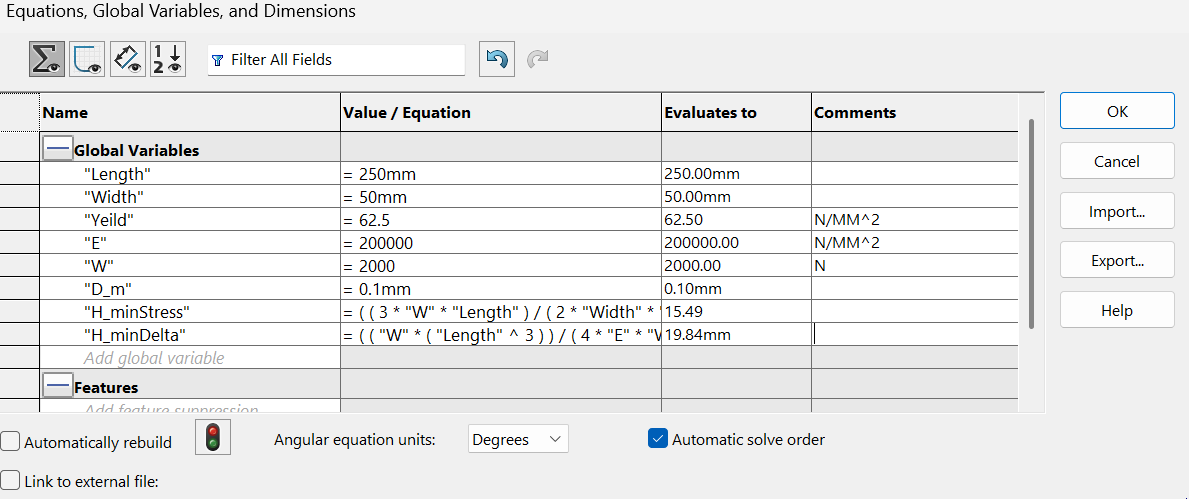 Equations, Global Variables, and Dimensions
Filter All Fields
Name Value / Equation Evaluates to Comments
Global Variables
"Length" = 250mm 250.00mm
"Width" = 50mm 50.00mm
"Yeild" = 62.5 62.50 N/MM^2
"E" = 200000 200000.00 N/MM^2
"W" = 2000 2000.00 N
"D_m" = 0.1mm 0.10mm
"H_minStress" = ( ( 3 * "W" * "Length" ) / ( 2 * "Width" * " 15.49
"H_minDelta" = ( ( "W" * ( "Length" ^ 3 ) ) / ( 4 * "E" * "W 19.84mm
Add global variable
Features
Add feature suppression
OK
Cancel
Import...
Export...
Help
Automatically rebuild Angular equation units: Degrees Automatic solve order
Link to external file: